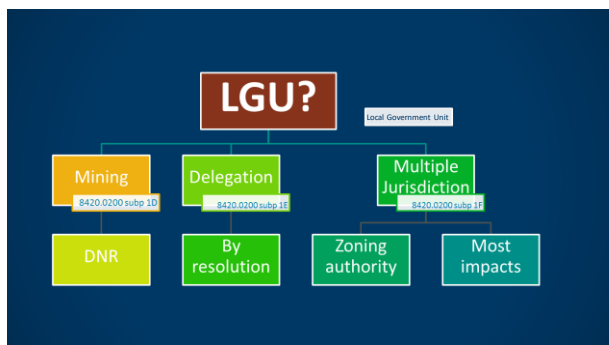 LGU?
Local Government Unit
Mining
8420.0200 subp 1D
Delegation
8420.0200 subp 1E
Multiple
Jurisdiction
8420.0200 subp 1F
DNR
By
resolution
Zoning
authority
Most
impacts